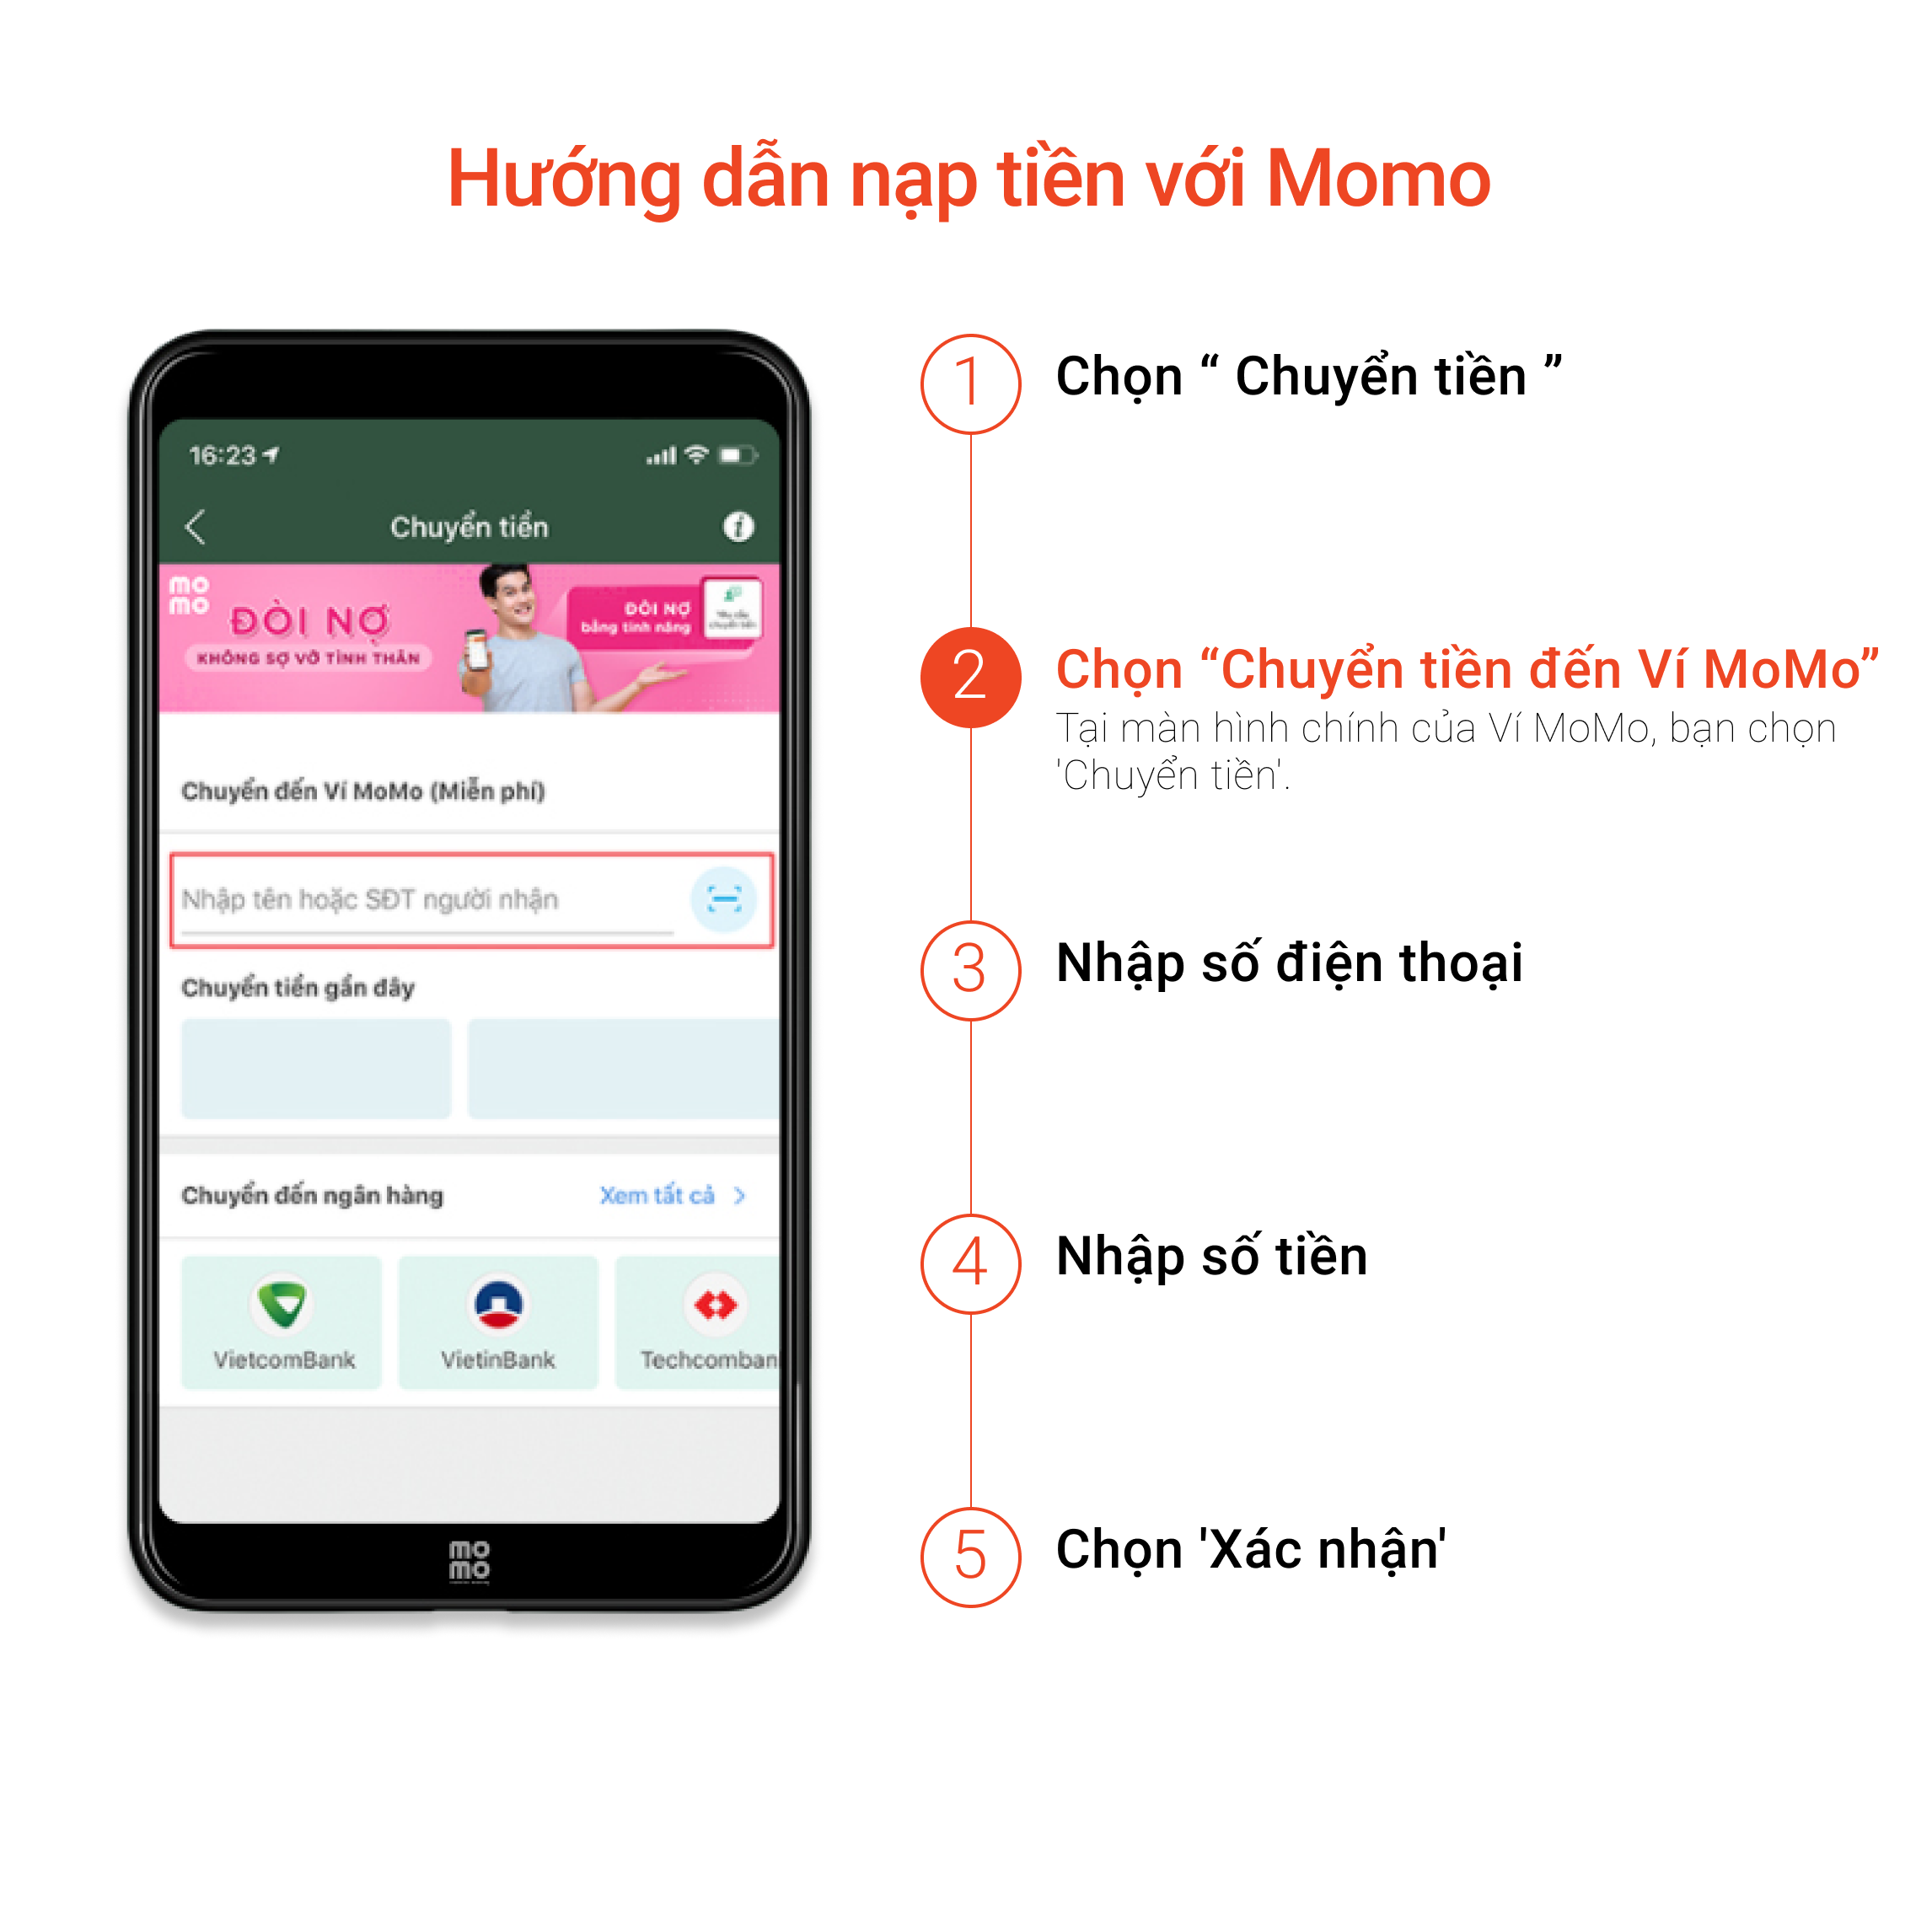 Hướng dẫn nạp tiền với Momo
16:23
Chuyển tiền
mo
mo
ĐÒI NỢ
KHÔNG SỢ VỠ TÌNH THÂN
ĐÒI NỢ
bằng tính năng
Chuyển đến Ví MoMo (Miễn phí)
Nhập tên hoặc SĐT người nhận
Chuyển tiền gần đây
Chuyển đến ngân hàng
Xem tất cả >
VietcomBank
VietinBank
Techcomban
mo
mo
1
Chọn “ Chuyển tiền ”
2
Chọn “Chuyển tiền đến Ví MoMo”
Tại màn hình chính của Ví MoMo, bạn chọn
'Chuyển tiền'.
3
Nhập số điện thoại
4
Nhập số tiền
5
Chọn 'Xác nhận'